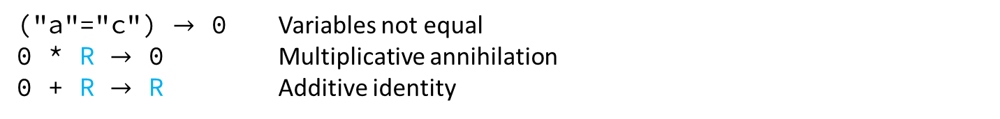 ("a"="c") → 0 Variables not equal
0 * R → 0 Multiplicative annihilation
0 + R → R Additive identity